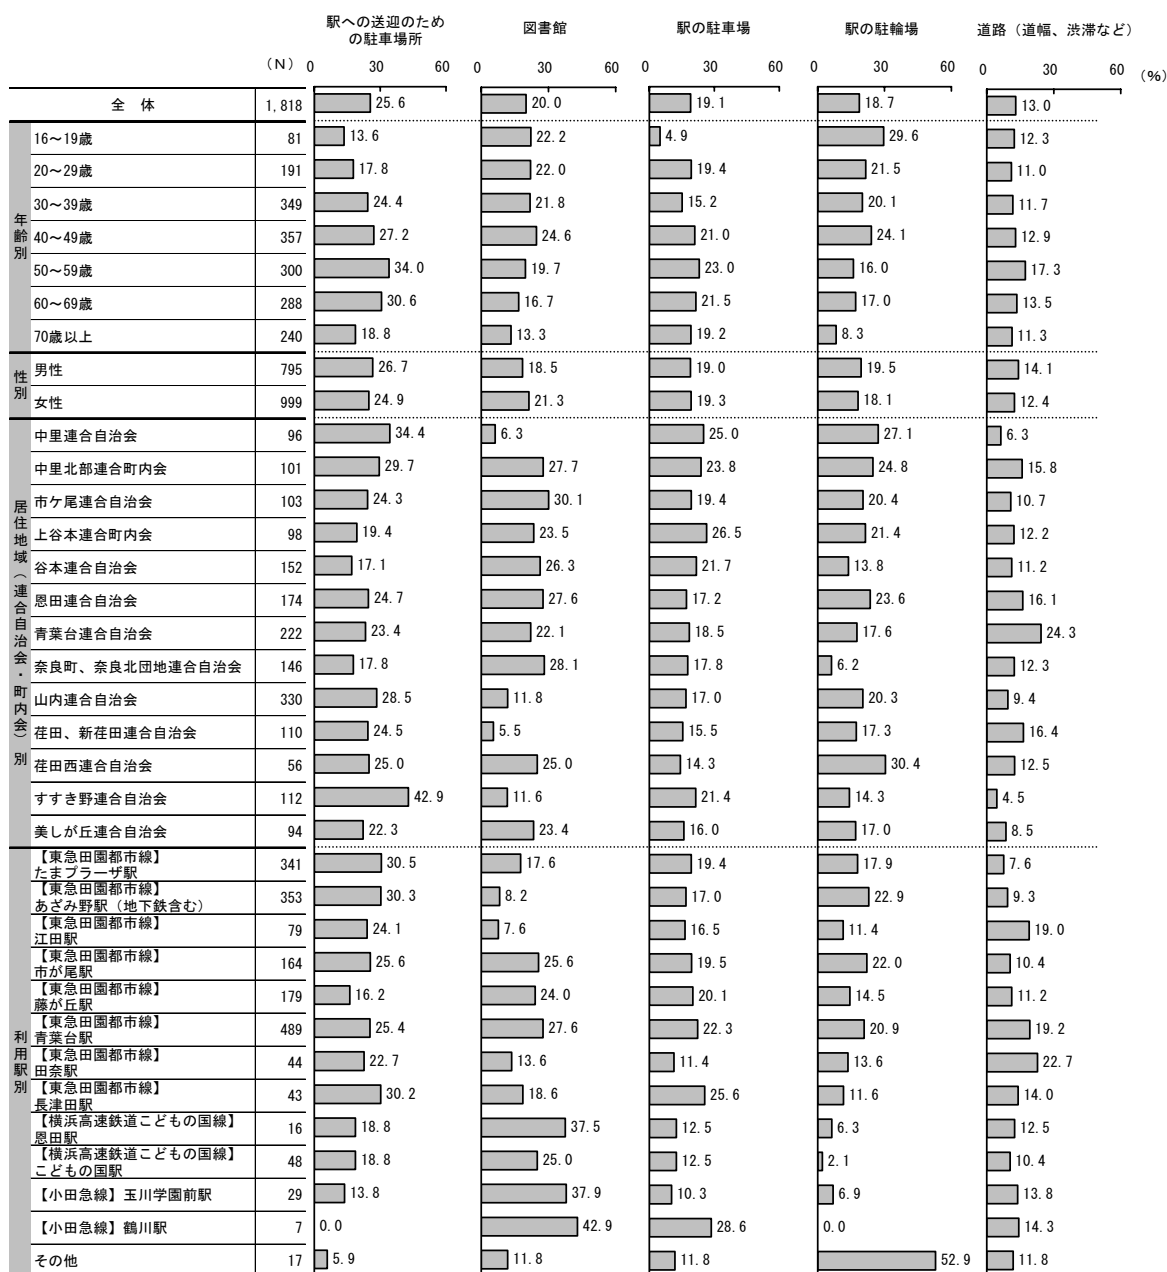 駅への送迎のため
の駐車場所
図書館
駅の駐車場
駅の駐輪場
道路（道幅、渋滞など）
（N）
0 30 60
0 30 60
0 30 60
0 30 60
0 30 60
（%）
全 体 1,818 25.6 20.0 19.1 18.7 13.0
年齢別
16～19歳 81 13.6 22.2 4.9 29.6 12.3
20～29歳 191 17.8 22.0 19.4 21.5 11.0
30～39歳 349 24.4 21.8 15.2 20.1 11.7
40～49歳 357 27.2 24.6 21.0 24.1 12.9
50～59歳 300 34.0 19.7 23.0 16.0 17.3
60～69歳 288 30.6 16.7 21.5 17.0 13.5
70歳以上 240 18.8 13.3 19.2 8.3 11.3
性別
男性 795 26.7 18.5 19.0 19.5 14.1
女性 999 24.9 21.3 19.3 18.1 12.4
居住地域（連合自治会・町内会）別
中里連合自治会 96 34.4 6.3 25.0 27.1 6.3
中里北部連合町内会 101 29.7 27.7 23.8 24.8 15.8
市ケ尾連合自治会 103 24.3 30.1 19.4 20.4 10.7
上谷本連合町内会 98 19.4 23.5 26.5 21.4 12.2
谷本連合自治会 152 17.1 26.3 21.7 13.8 11.2
恩田連合自治会 174 24.7 27.6 17.2 23.6 16.1
青葉台連合自治会 222 23.4 22.1 18.5 17.6 24.3
奈良町、奈良北団地連合自治会 146 17.8 28.1 17.8 6.2 12.3
山内連合自治会 330 28.5 11.8 17.0 20.3 9.4
荏田、新荏田連合自治会 110 24.5 5.5 15.5 17.3 16.4
荏田西連合自治会 56 25.0 25.0 14.3 30.4 12.5
すすき野連合自治会 112 42.9 11.6 21.4 14.3 4.5
美しが丘連合自治会 94 22.3 23.4 16.0 17.0 8.5
利用駅別
【東急田園都市線】
たまプラーザ駅 341 30.5 17.6 19.4 17.9 7.6
【東急田園都市線】
あざみ野駅（地下鉄含む） 353 30.3 8.2 17.0 22.9 9.3
【東急田園都市線】
江田駅 79 24.1 7.6 16.5 11.4 19.0
【東急田園都市線】
市が尾駅 164 25.6 25.6 19.5 22.0 10.4
【東急田園都市線】
藤が丘駅 179 16.2 24.0 20.1 14.5 11.2
【東急田園都市線】
青葉台駅 489 25.4 27.6 22.3 20.9 19.2
【東急田園都市線】
田奈駅 44 22.7 13.6 11.4 13.6 22.7
【東急田園都市線】
長津田駅 43 30.2 18.6 25.6 11.6 14.0
【横浜高速鉄道こどもの国線】
恩田駅 16 18.8 37.5 12.5 6.3 12.5
【横浜高速鉄道こどもの国線】
こどもの国駅 48 18.8 25.0 12.5 2.1 10.4
【小田急線】玉川学園前駅 29 13.8 37.9 10.3 6.9 13.8
【小田急線】鶴川駅 7 0.0 42.9 28.6 0.0 14.3
その他 17 5.9 11.8 11.8 52.9 11.8